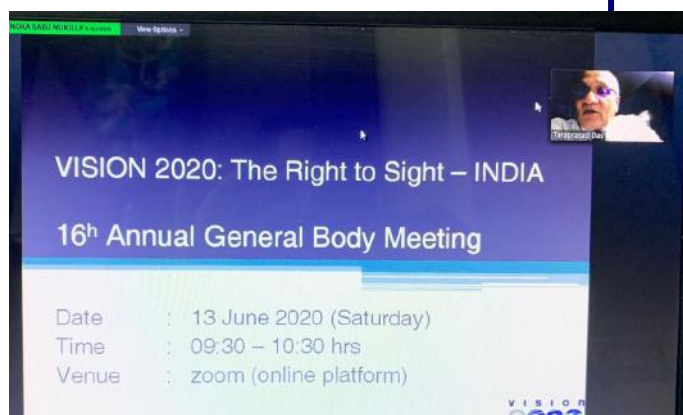 View Options
Taraprasad Das
VISION 2020: The Right to Sight – INDIA
16h Annual General Body Meeting
Date : 13 June 2020 (Saturday)
Time : 09:30 – 10:30 hrs
Venue : zoom (online platform)
VISION